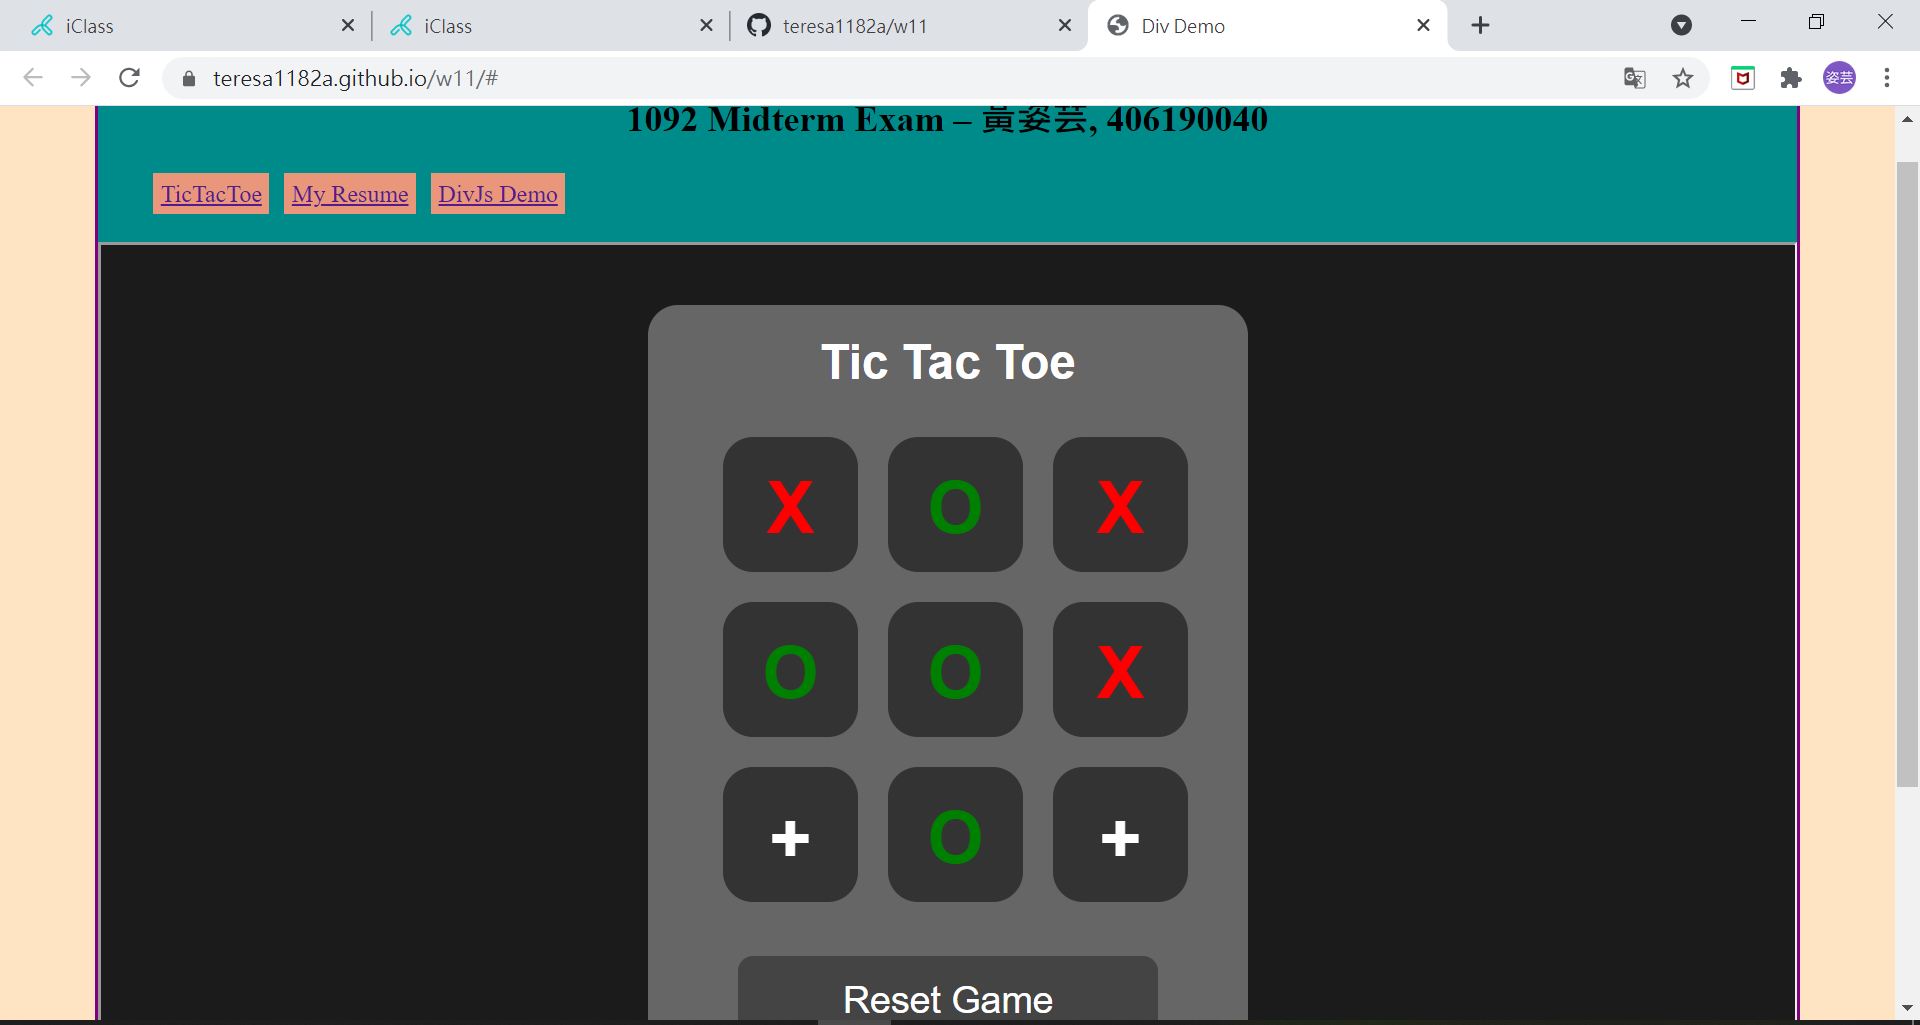 iClass
iClass
teresa1182a/w11
Div Demo
teresa1182a.github.io/w11/#
姿芸
1092 Midterm Exam – 黃姿芸, 406190040
TicTacToe My Resume DivJs Demo
Tic Tac Toe
X O X
O O X
+ O +
Reset Game